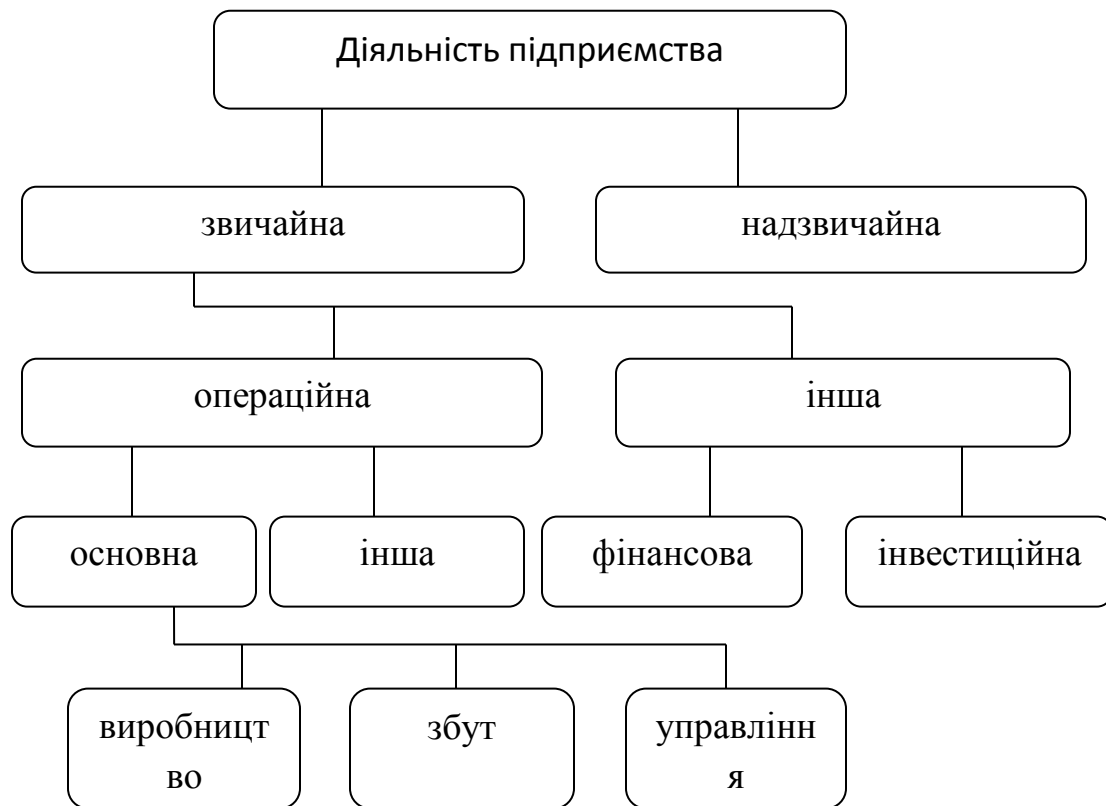 Діяльність підприємства
звичайна
надзвичайна
операційна
інша
основна
інша
фінансова
інвестиційна
виробницт
во
збут
управлінн
я